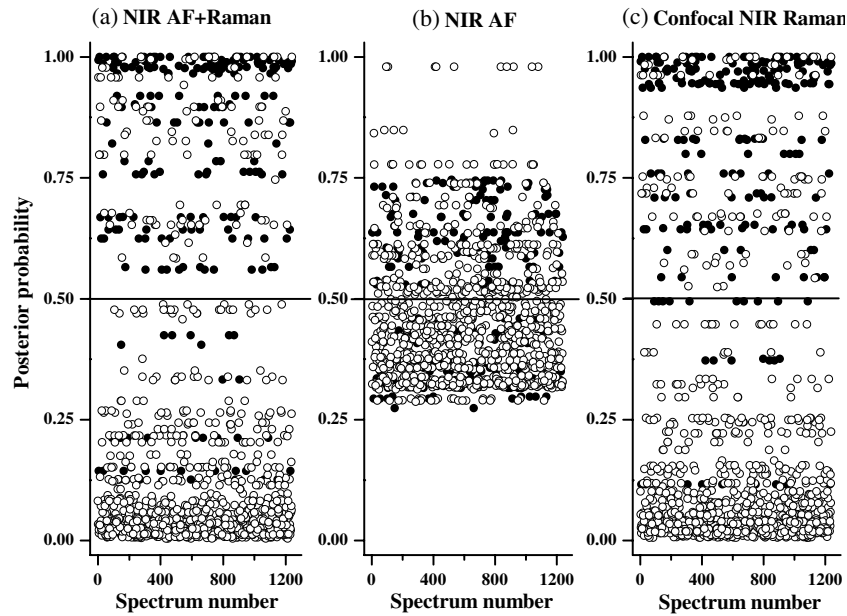 (a) NIR AF+Raman
(b) NIR AF
(c) Confocal NIR Raman
Posterior probability
1.00
0.75
0.50
0.25
0.00
1.00
0.75
0.50
0.25
0.00
1.00
0.75
0.50
0.25
0.00
0 400 800 1200
0 400 800 1200
0 400 800 1200
Spectrum number
Spectrum number
Spectrum number